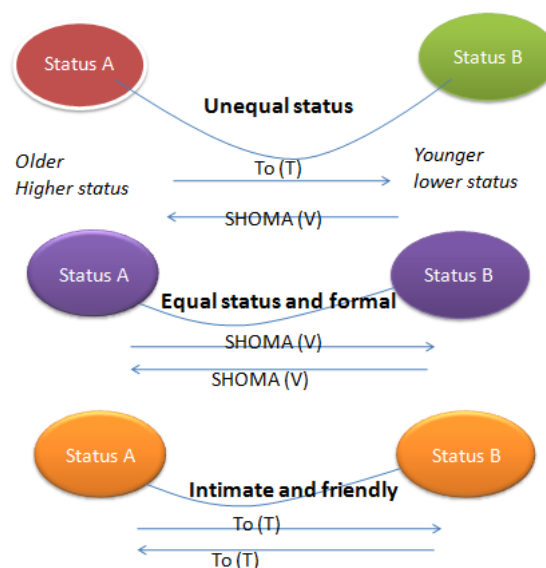 Status A
Status B
Unequal status
Older
Higher status
To (T)
Younger
lower status
SHOMA (V)
Status A
Status B
Equal status and formal
SHOMA (V)
SHOMA (V)
Status A
Status B
Intimate and friendly
To (T)
To (T)